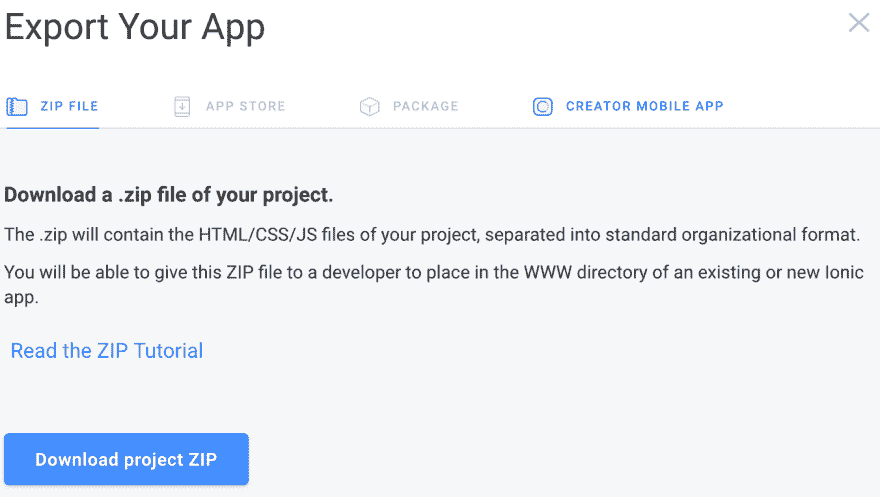 Export Your App
ZIP FILE
APP STORE
PACKAGE
CREATOR MOBILE APP
Download a .zip file of your project.
The .zip will contain the HTML/CSS/JS files of your project, separated into standard organizational format.
You will be able to give this ZIP file to a developer to place in the WWW directory of an existing or new Ionic
app.
Read the ZIP Tutorial
Download project ZIP